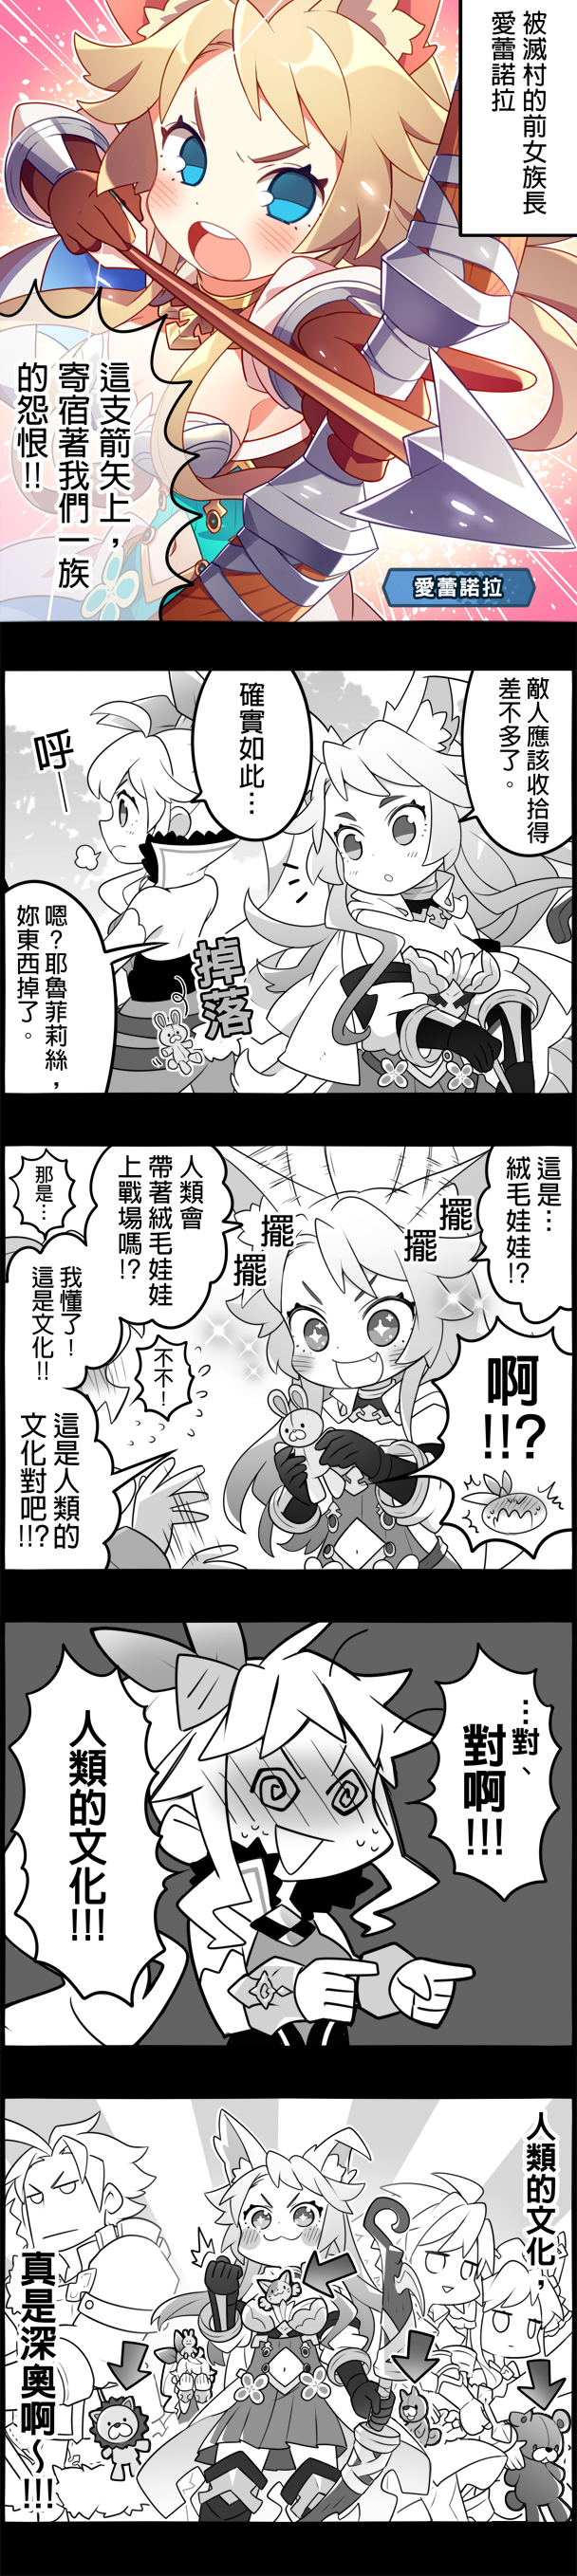 被滅村的前女族長
愛蕾諾拉
這支箭矢上，
寄宿著我們一族
的怨恨!!
愛蕾諾拉
敵人應該收拾得
差不多了。
確實如此…
呼—
嗯？耶魯菲莉絲，
妳東西掉了。
掉落
這是…
絨毛娃娃!?
啊!!?
擺
擺
擺
擺
人類會
帶著絨毛娃娃
上戰場嗎!?
那是…
不不！
我懂了！
這是文化!!
這是人類的
文化對吧!!?
…對、
對啊!!!
人類的文化!!!
人類的文化，
真是深奧啊～!!!